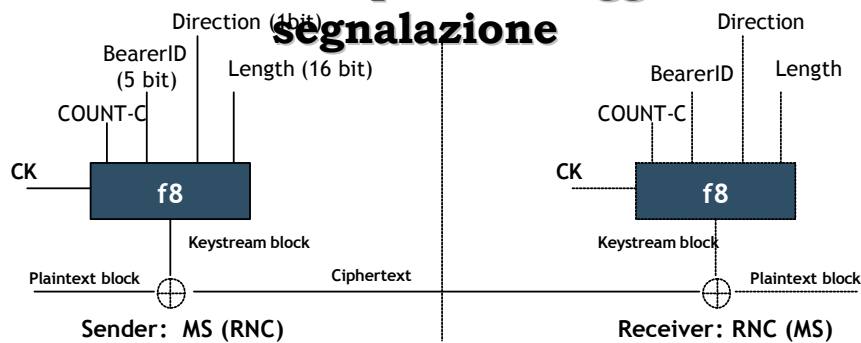 segnalazione
Direction (1bit)
BearerID
(5 bit)
Length (16 bit)
COUNT-C
CK
f8
Keystream block
Plaintext block
Ciphertext
Sender: MS (RNC)
Direction
BearerID
Length
COUNT-C
CK
f8
Keystream block
Plaintext block
Receiver: RNC (MS)